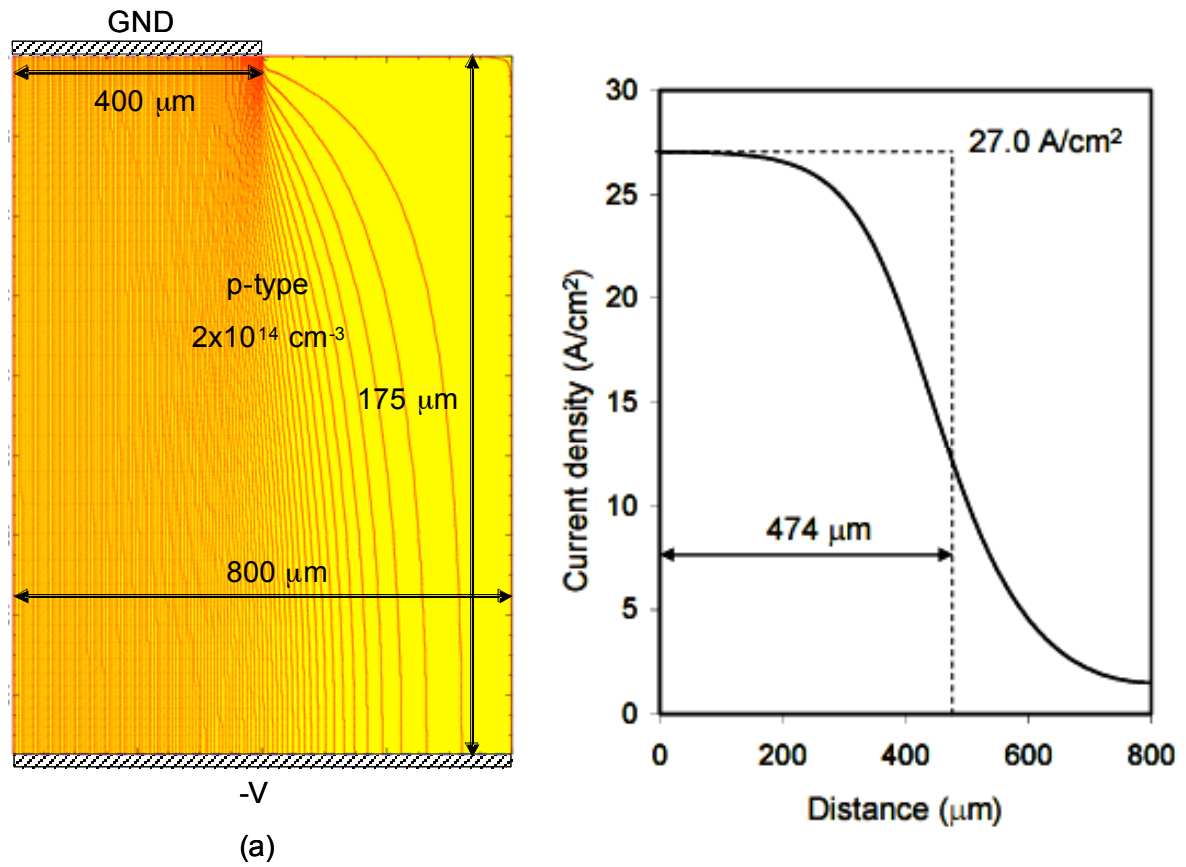 GND
400 μm
p-type
2x10¹⁴ cm⁻³
175 μm
800 μm
-V
(a)
30
25
20
15
10
5
0
Current density (A/cm²)
27.0 A/cm²
474 μm
0 200 400 600 800
Distance (μm)